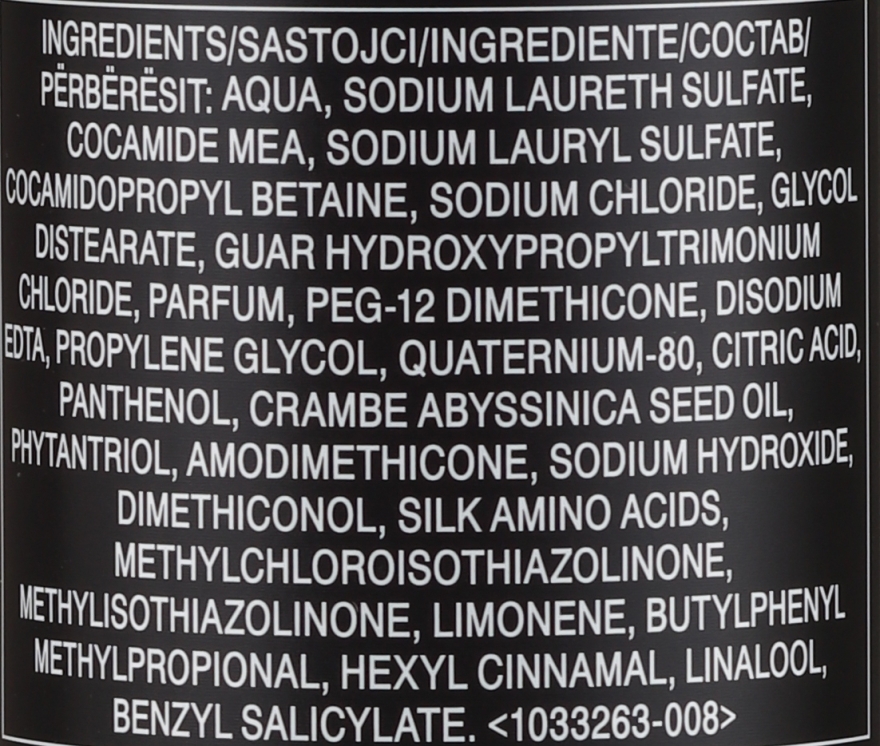 INGREDIENTS/SASTOJCI/INGREDIENTE/COCTAB/
PËRBËRËSIT: AQUA, SODIUM LAURETH SULFATE,
COCAMIDE MEA, SODIUM LAURYL SULFATE,
COCAMIDOPROPYL BETAINE, SODIUM CHLORIDE, GLYCOL
DISTEARATE, GUAR HYDROXYPROPYLTRIMONIUM
CHLORIDE, PARFUM, PEG-12 DIMETHICONE, DISODIUM
EDTA, PROPYLENE GLYCOL, QUATERNIUM-80, CITRIC ACID,
PANTHENOL, CRAMBE ABYSSINICA SEED OIL,
PHYTANTRIOL, AMODIMETHICONE, SODIUM HYDROXIDE,
DIMETHICONOL, SILK AMINO ACIDS,
METHYLCHLOROISOTHIAZOLINONE,
METHYLISOTHIAZOLINONE, LIMONENE, BUTYLPHENYL
METHYLPROPIONAL, HEXYL CINNAMAL, LINALOOL,
BENZYL SALICYLATE. <1033263-008>